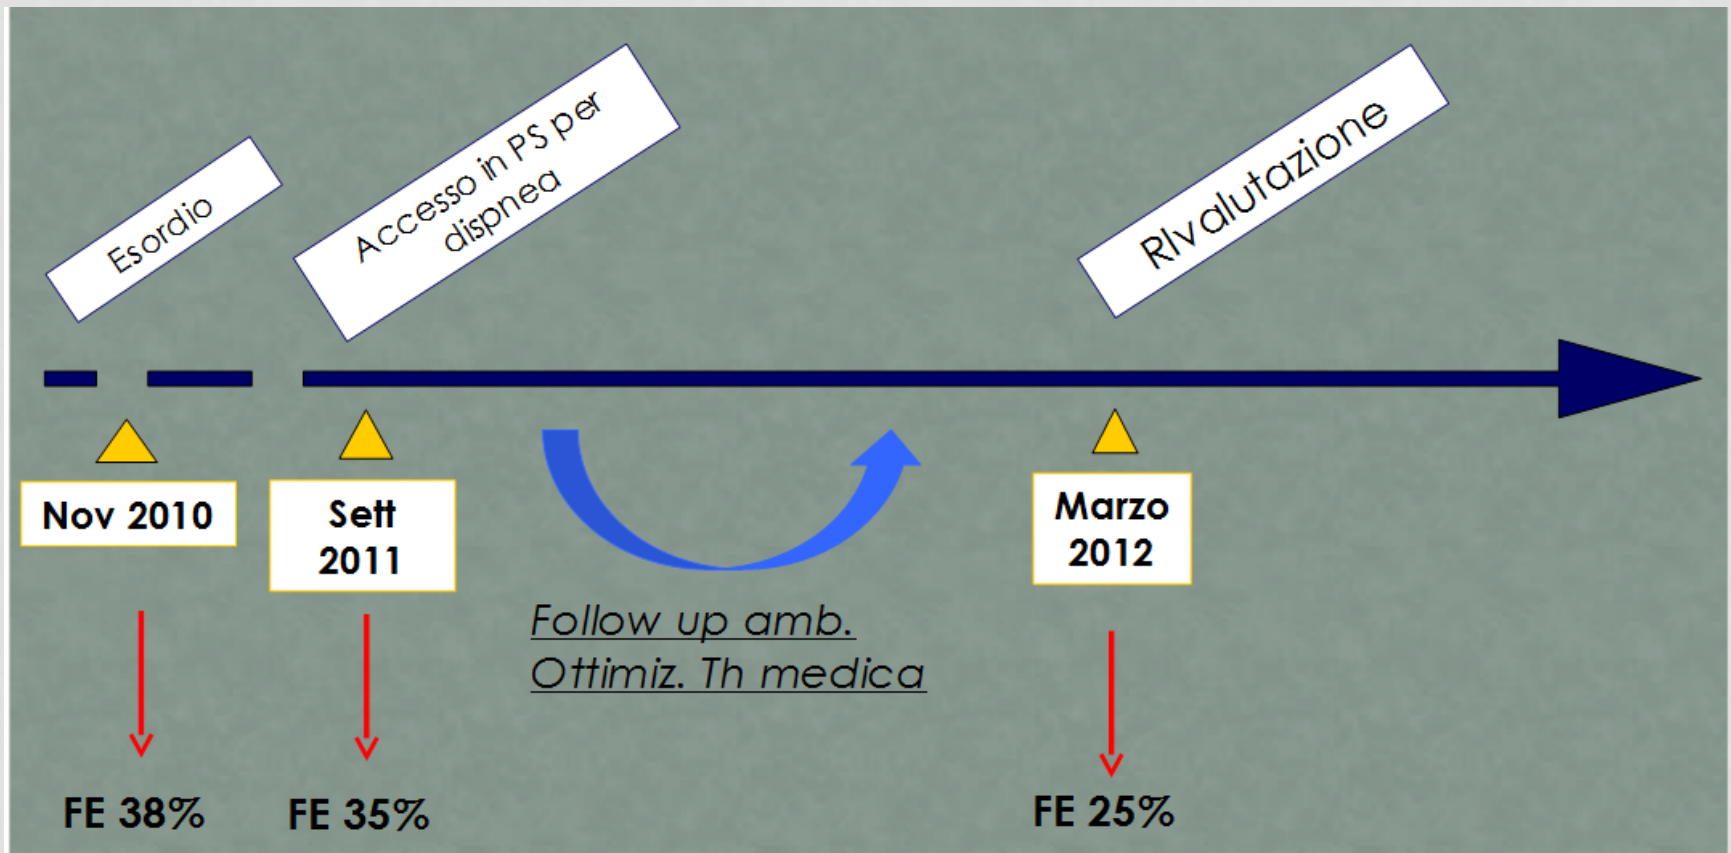 Esordio
Accesso in PS per
dispnea
RIvalutazione
Nov 2010
Sett
2011
Marzo
2012
Follow up amb.
Ottimiz. Th medica
FE 38%
FE 35%
FE 25%